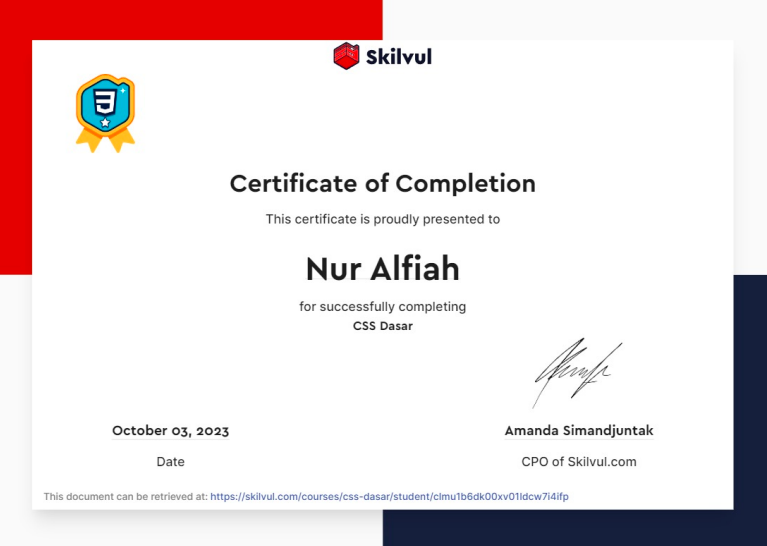 Skilvul
Certificate of Completion
This certificate is proudly presented to
Nur Alfiah
for successfully completing
CSS Dasar
October 03, 2023
Date
Amanda Simandjuntak
CPO of Skilvul.com
This document can be retrieved at: https://skilvul.com/courses/css-dasar/student/clmu1b6dk00xv01ldcw7i4ifp